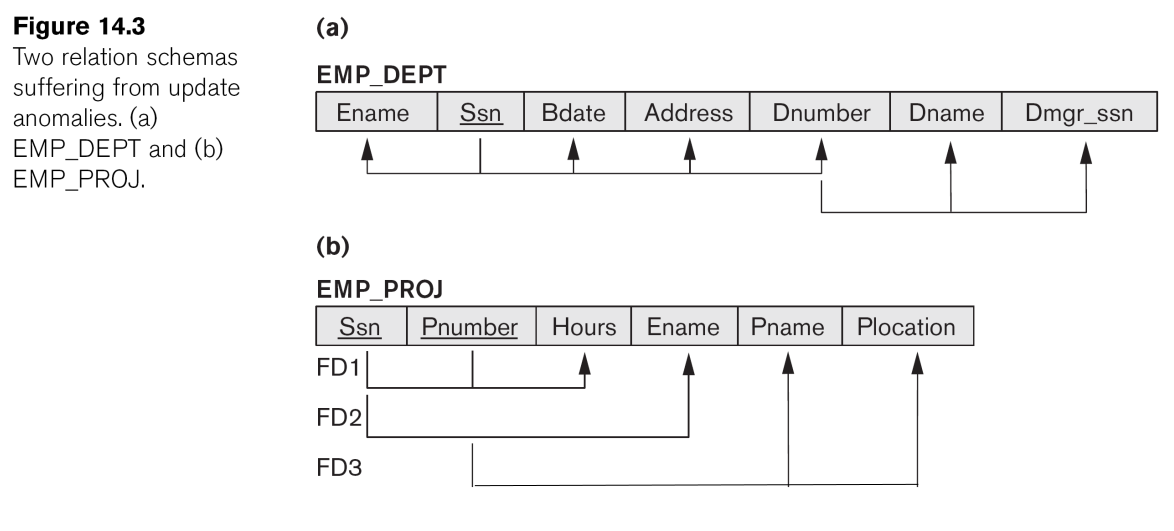 Figure 14.3
Two relation schemas
suffering from update
anomalies. (a)
EMP_DEPT and (b)
EMP_PROJ.
(a)
EMP_DEPT
Ename Ssn Bdate Address Dnumber Dname Dmgr_ssn
(b)
EMP_PROJ
Ssn Pnumber Hours Ename Pname Plocation
FD1
FD2
FD3